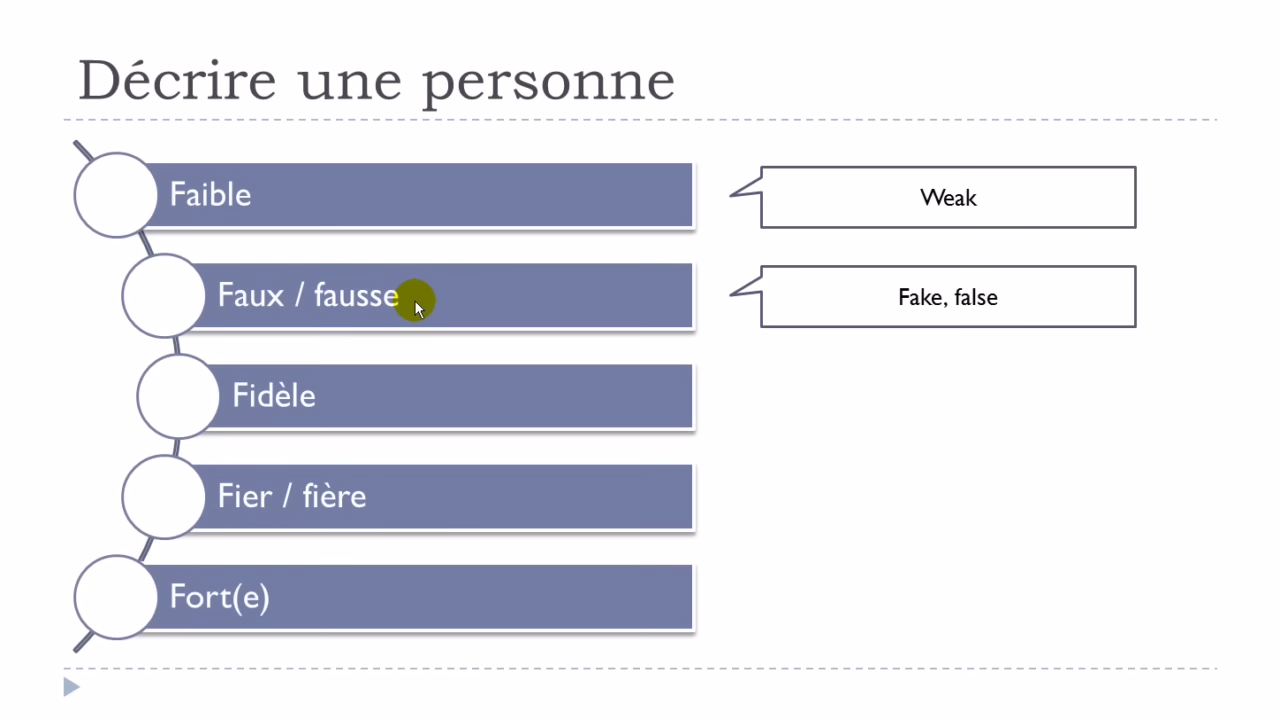 Décrire une personne
Faible
Weak
Faux / fausse
Fake, false
Fidèle
Fier / fière
Fort(e)